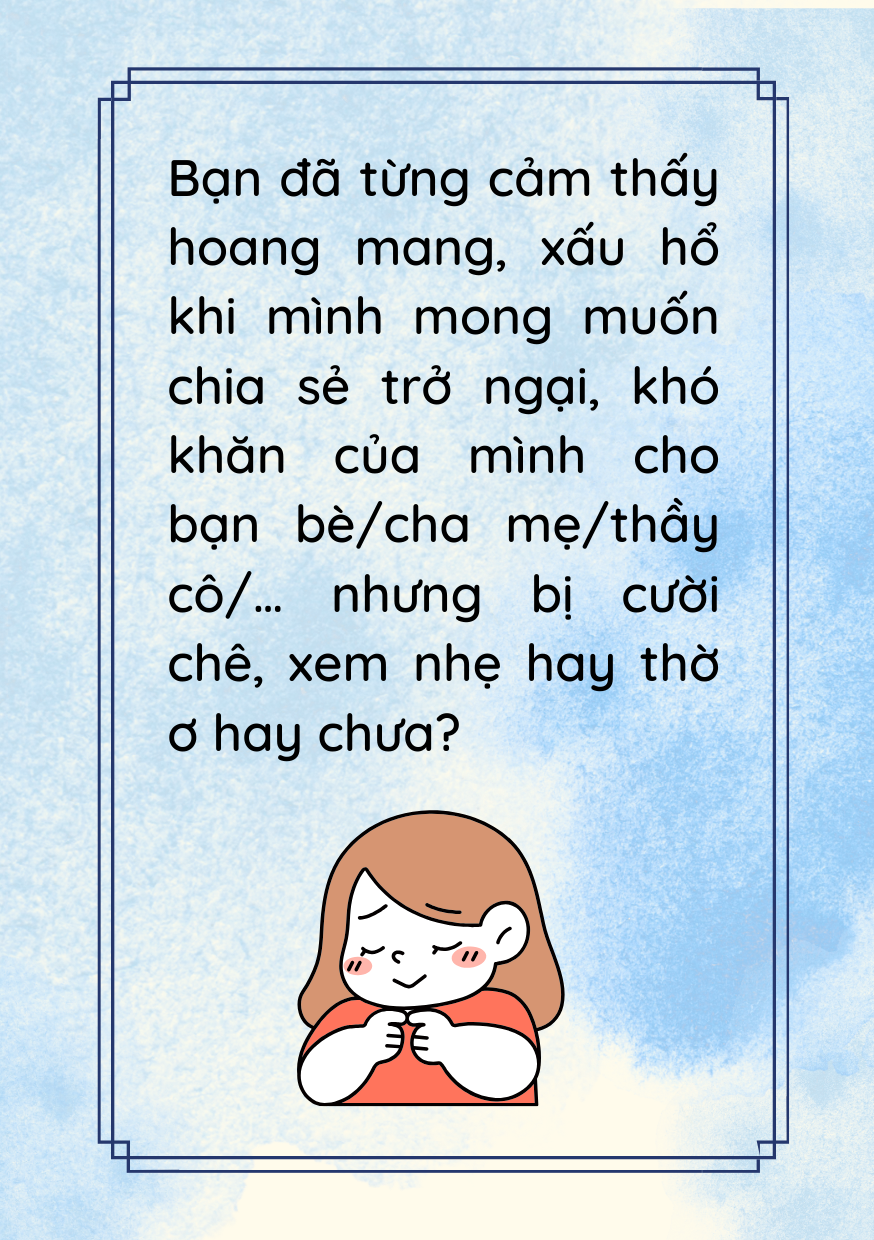 Bạn đã từng cảm thấy
hoang mang, xấu hổ
khi mình mong muốn
chia sẻ trở ngại, khó
khăn của mình cho
bạn bè/cha mẹ/thầy
cô/... nhưng bị cười
chê, xem nhẹ hay thờ
ơ hay chưa?